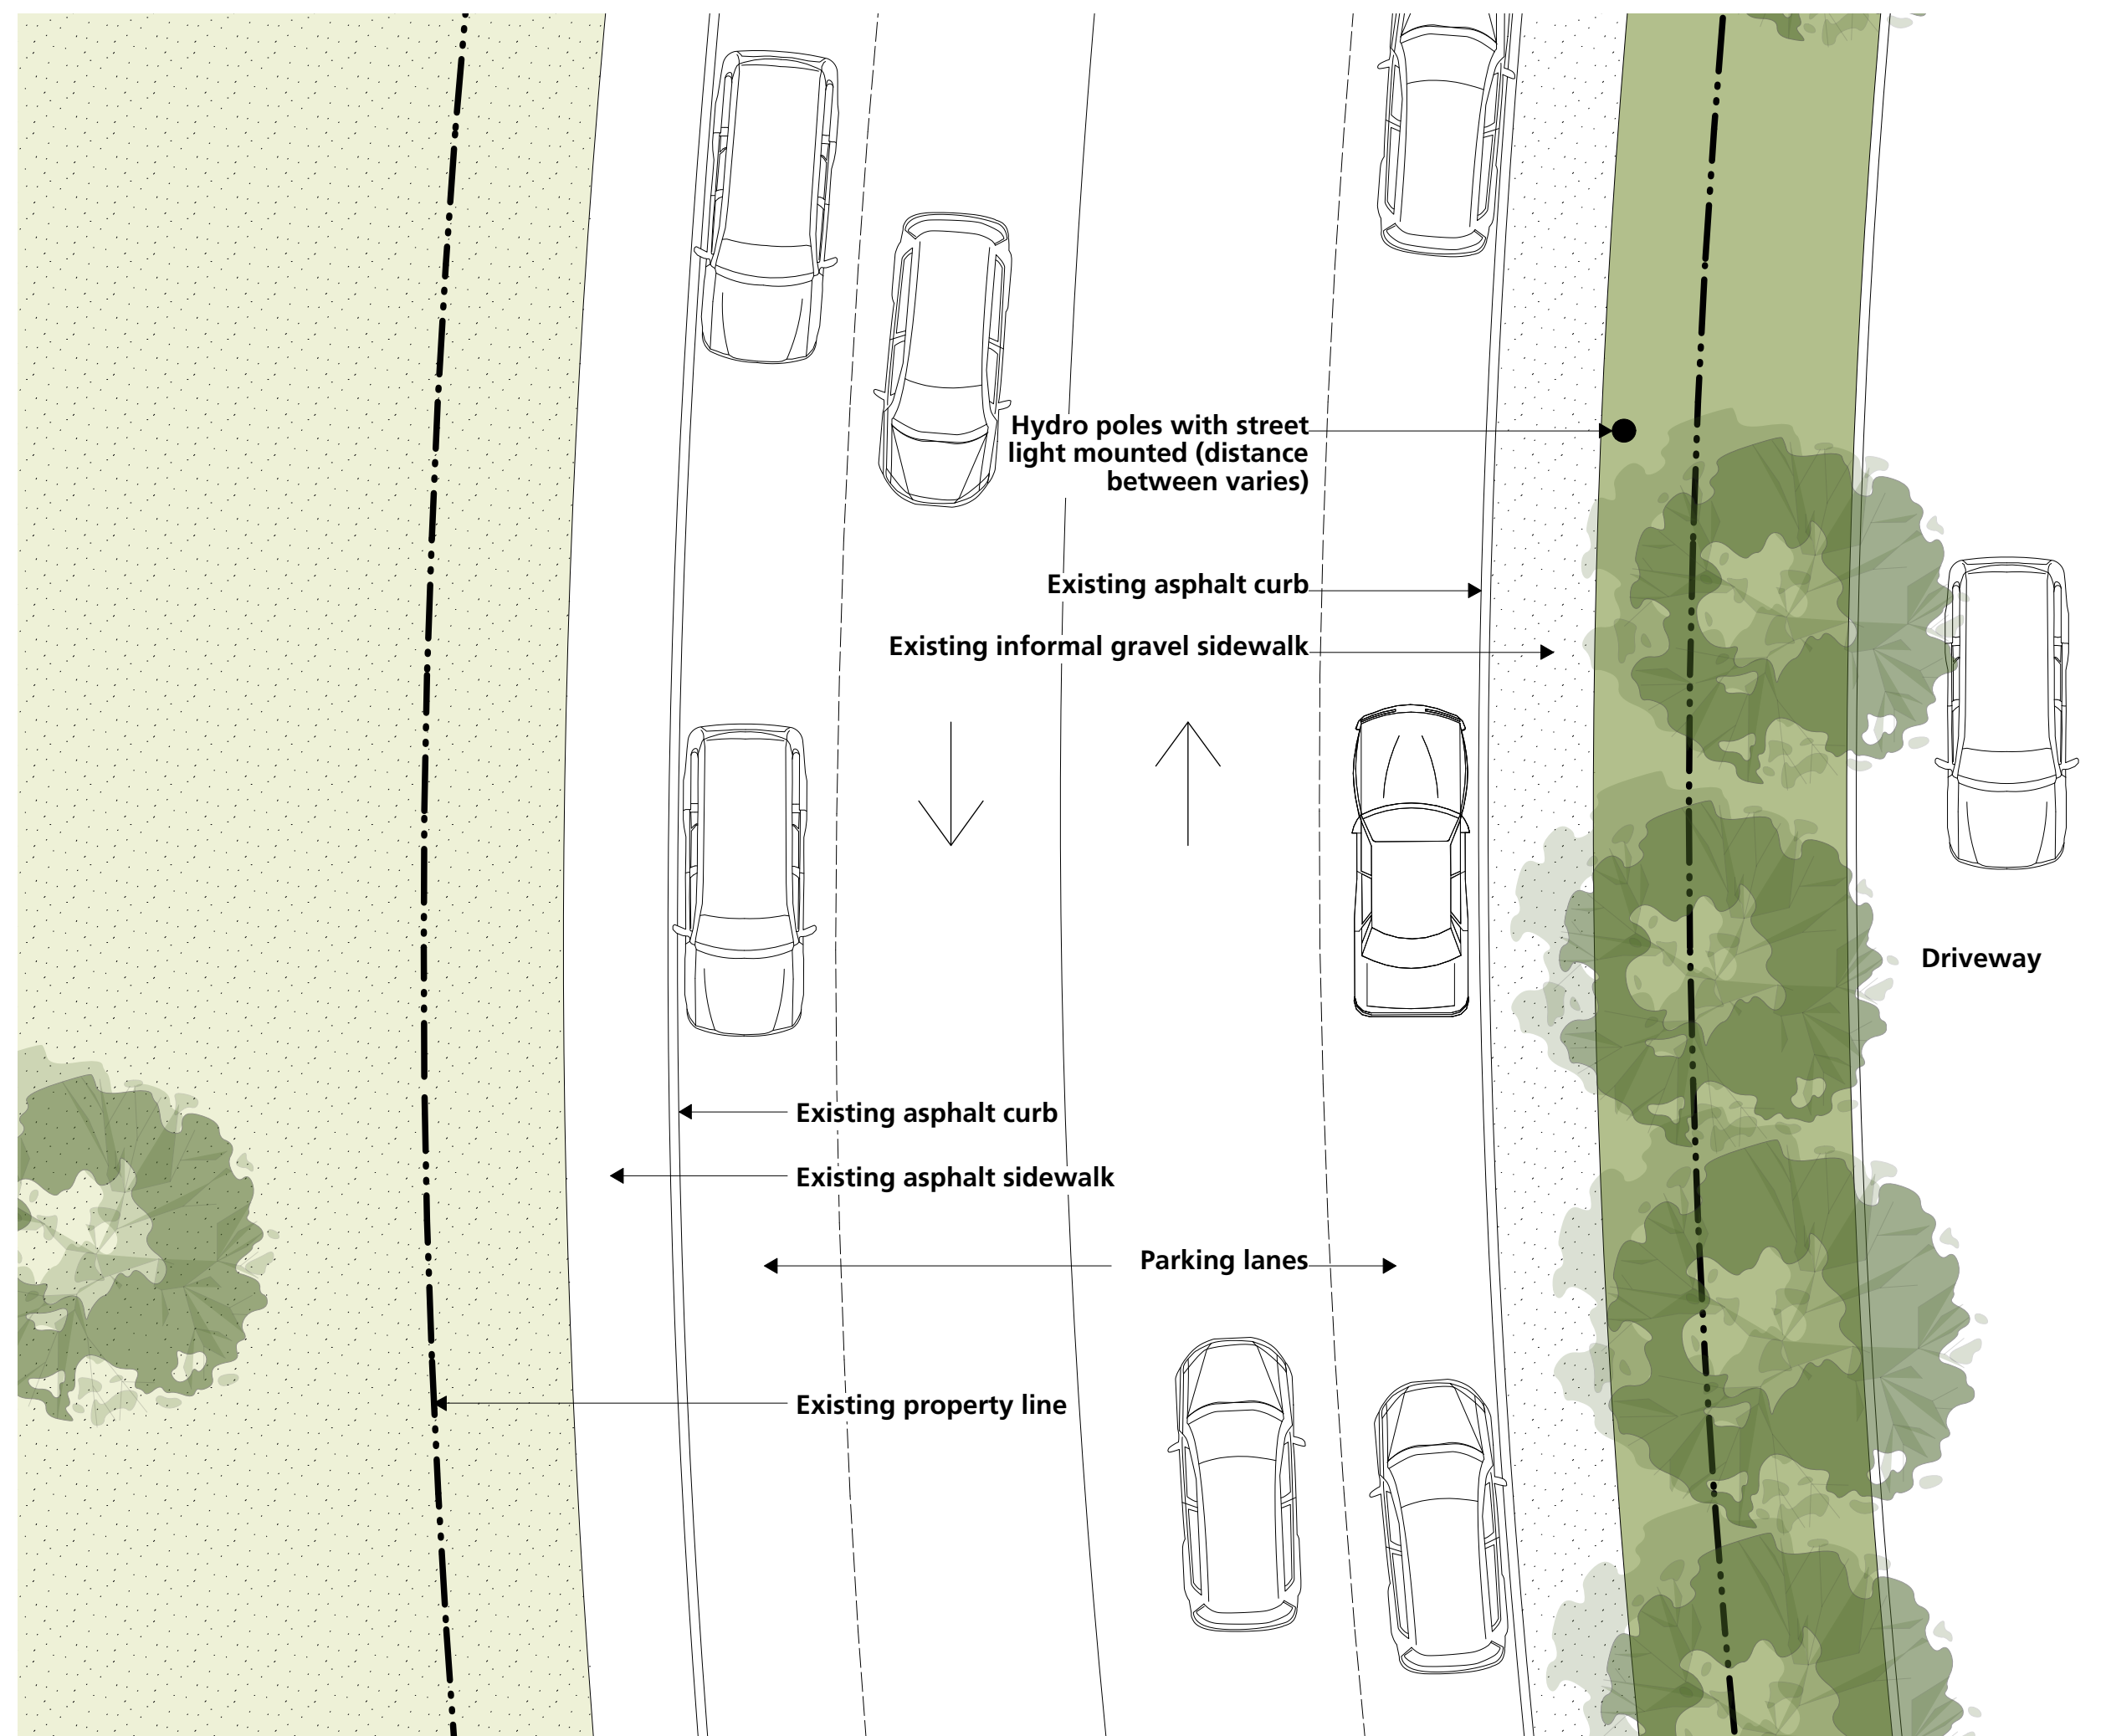 Hydro poles with street
light mounted (distance
between varies)
Existing asphalt curb
Existing informal gravel sidewalk
Driveway
Existing asphalt curb
Existing asphalt sidewalk
Parking lanes
Existing property line